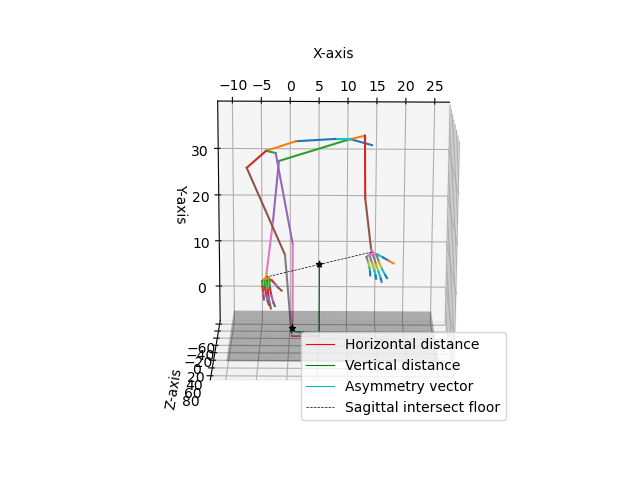 X-axis
−10 −5 0 5 10 15 20 25
30
20
10
0
Y-axis
−60
−40
−20
0
20
40
60
80
Z-axis
Horizontal distance
Vertical distance
Asymmetry vector
Sagittal intersect floor